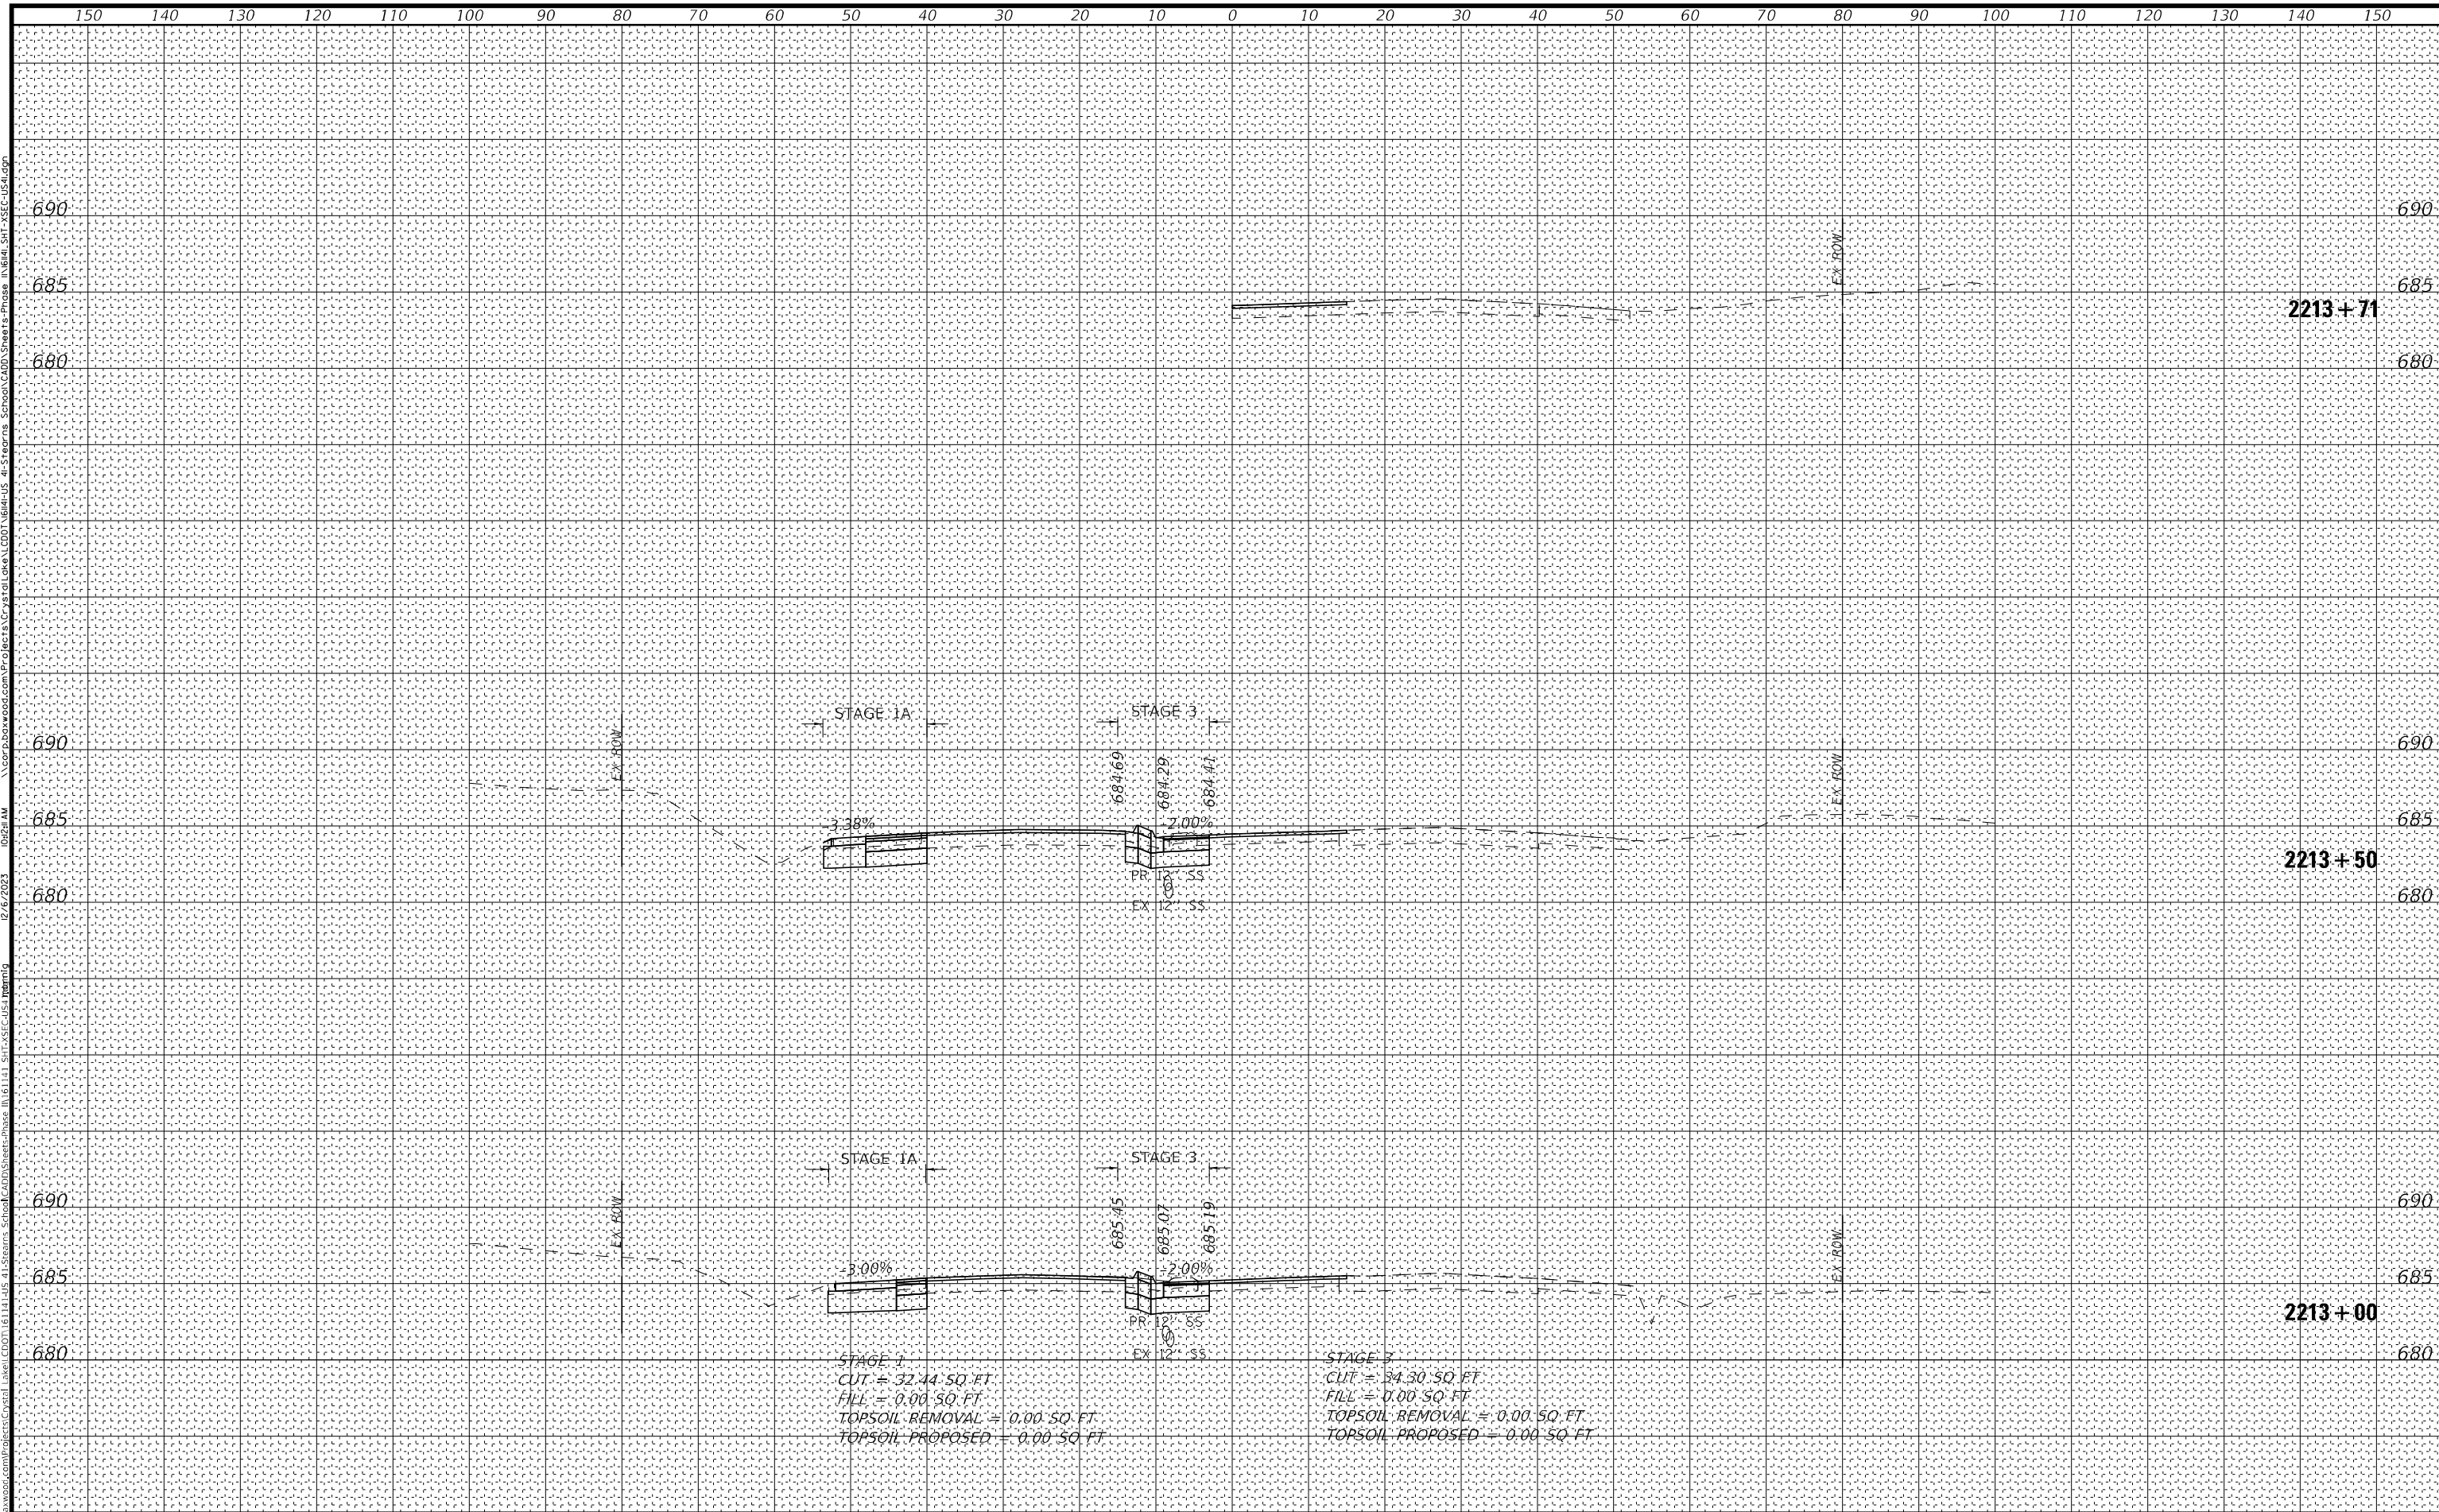 150 140 130 120 110 100 90 80 70 60 50 40 30 20 10 0 10 20 30 40 50 60 70 80 90 100 110 120 130 140 150
690 690
EX ROW
685 685
2213+71
680 680
STAGE 1A STAGE 3
690 690
EX ROW 684.69 684.29 684.41 EX ROW
685 -3.38% -2.00% 685
2213+50
PR 12" SS
680 680
EX 12" SS
STAGE 1A STAGE 3
690 690
EX ROW 685.45 685.07 685.19 EX ROW
685 -3.00% -2.00% 685
2213+00
PR 12" SS
680 EX 12" SS 680
STAGE 1
CUT = 32.44 SQ FT
FILL = 0.00 SQ FT
TOPSOIL REMOVAL = 0.00 SQ FT
TOPSOIL PROPOSED = 0.00 SQ FT
STAGE 3
CUT = 34.30 SQ FT
FILL = 0.00 SQ FT
TOPSOIL REMOVAL = 0.00 SQ FT
TOPSOIL PROPOSED = 0.00 SQ FT
12/6/2023